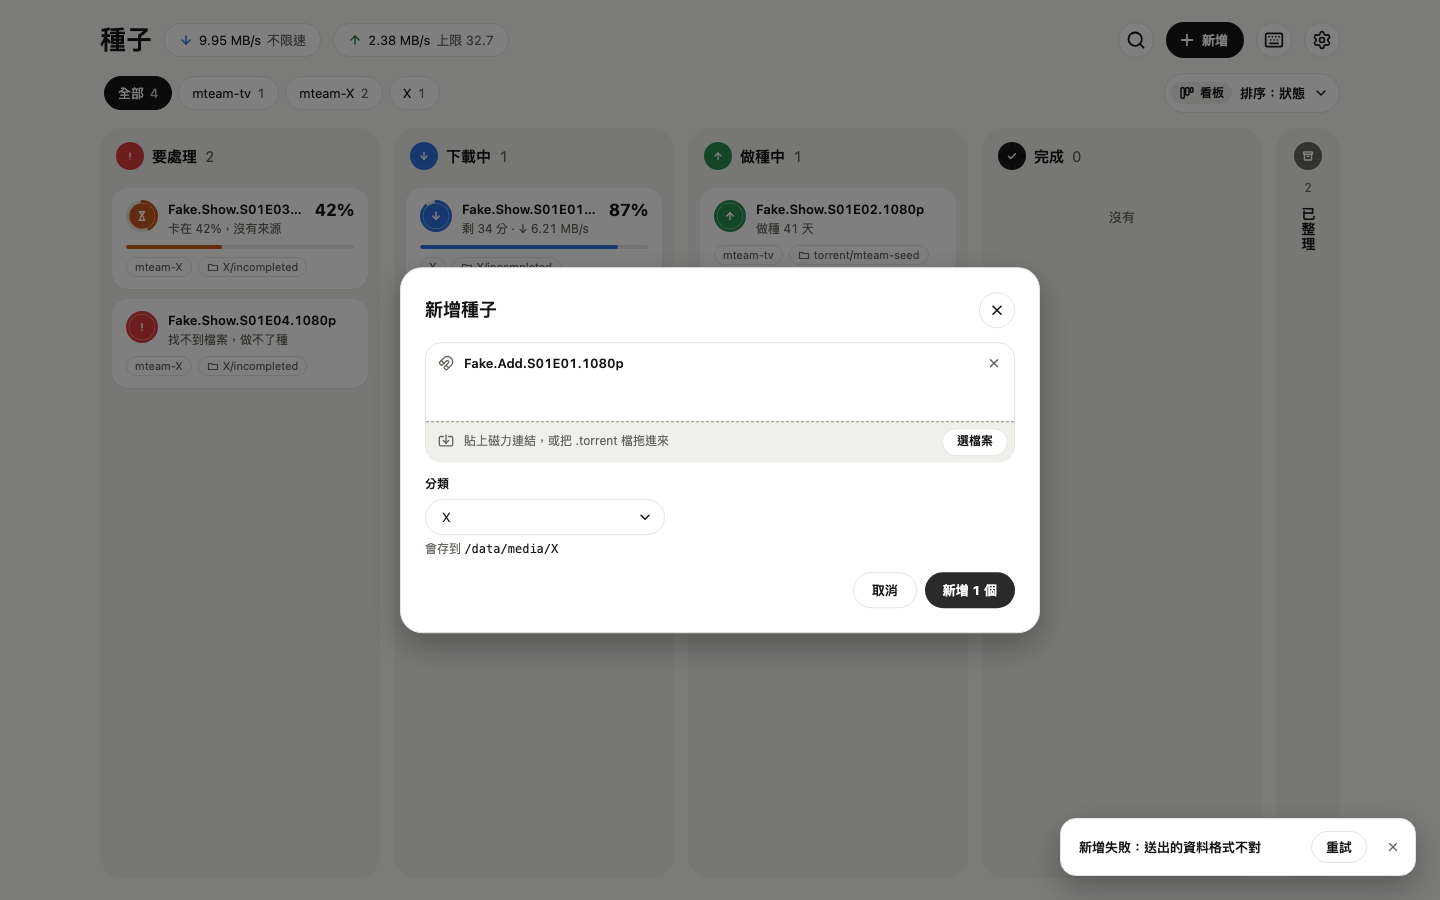 種子
9.95 MB/s 不限速
2.38 MB/s 上限 32.7
新增
全部 4
mteam-tv 1
mteam-X 2
X 1
看板
排序：狀態
要處理 2
Fake.Show.S01E03... 42%
卡在 42%，沒有來源
mteam-X
X/incompleted
Fake.Show.S01E04.1080p
找不到檔案，做不了種
mteam-X
X/incompleted
下載中 1
Fake.Show.S01E01... 87%
剩 34 分 · ↓ 6.21 MB/s
X
X/incompleted
做種中 1
Fake.Show.S01E02.1080p
做種 41 天
mteam-tv
torrent/mteam-seed
完成 0
沒有
2
已整理
新增種子
Fake.Add.S01E01.1080p
貼上磁力連結，或把 .torrent 檔拖進來
選檔案
分類
X
會存到 /data/media/X
取消
新增 1 個
新增失敗：送出的資料格式不對
重試